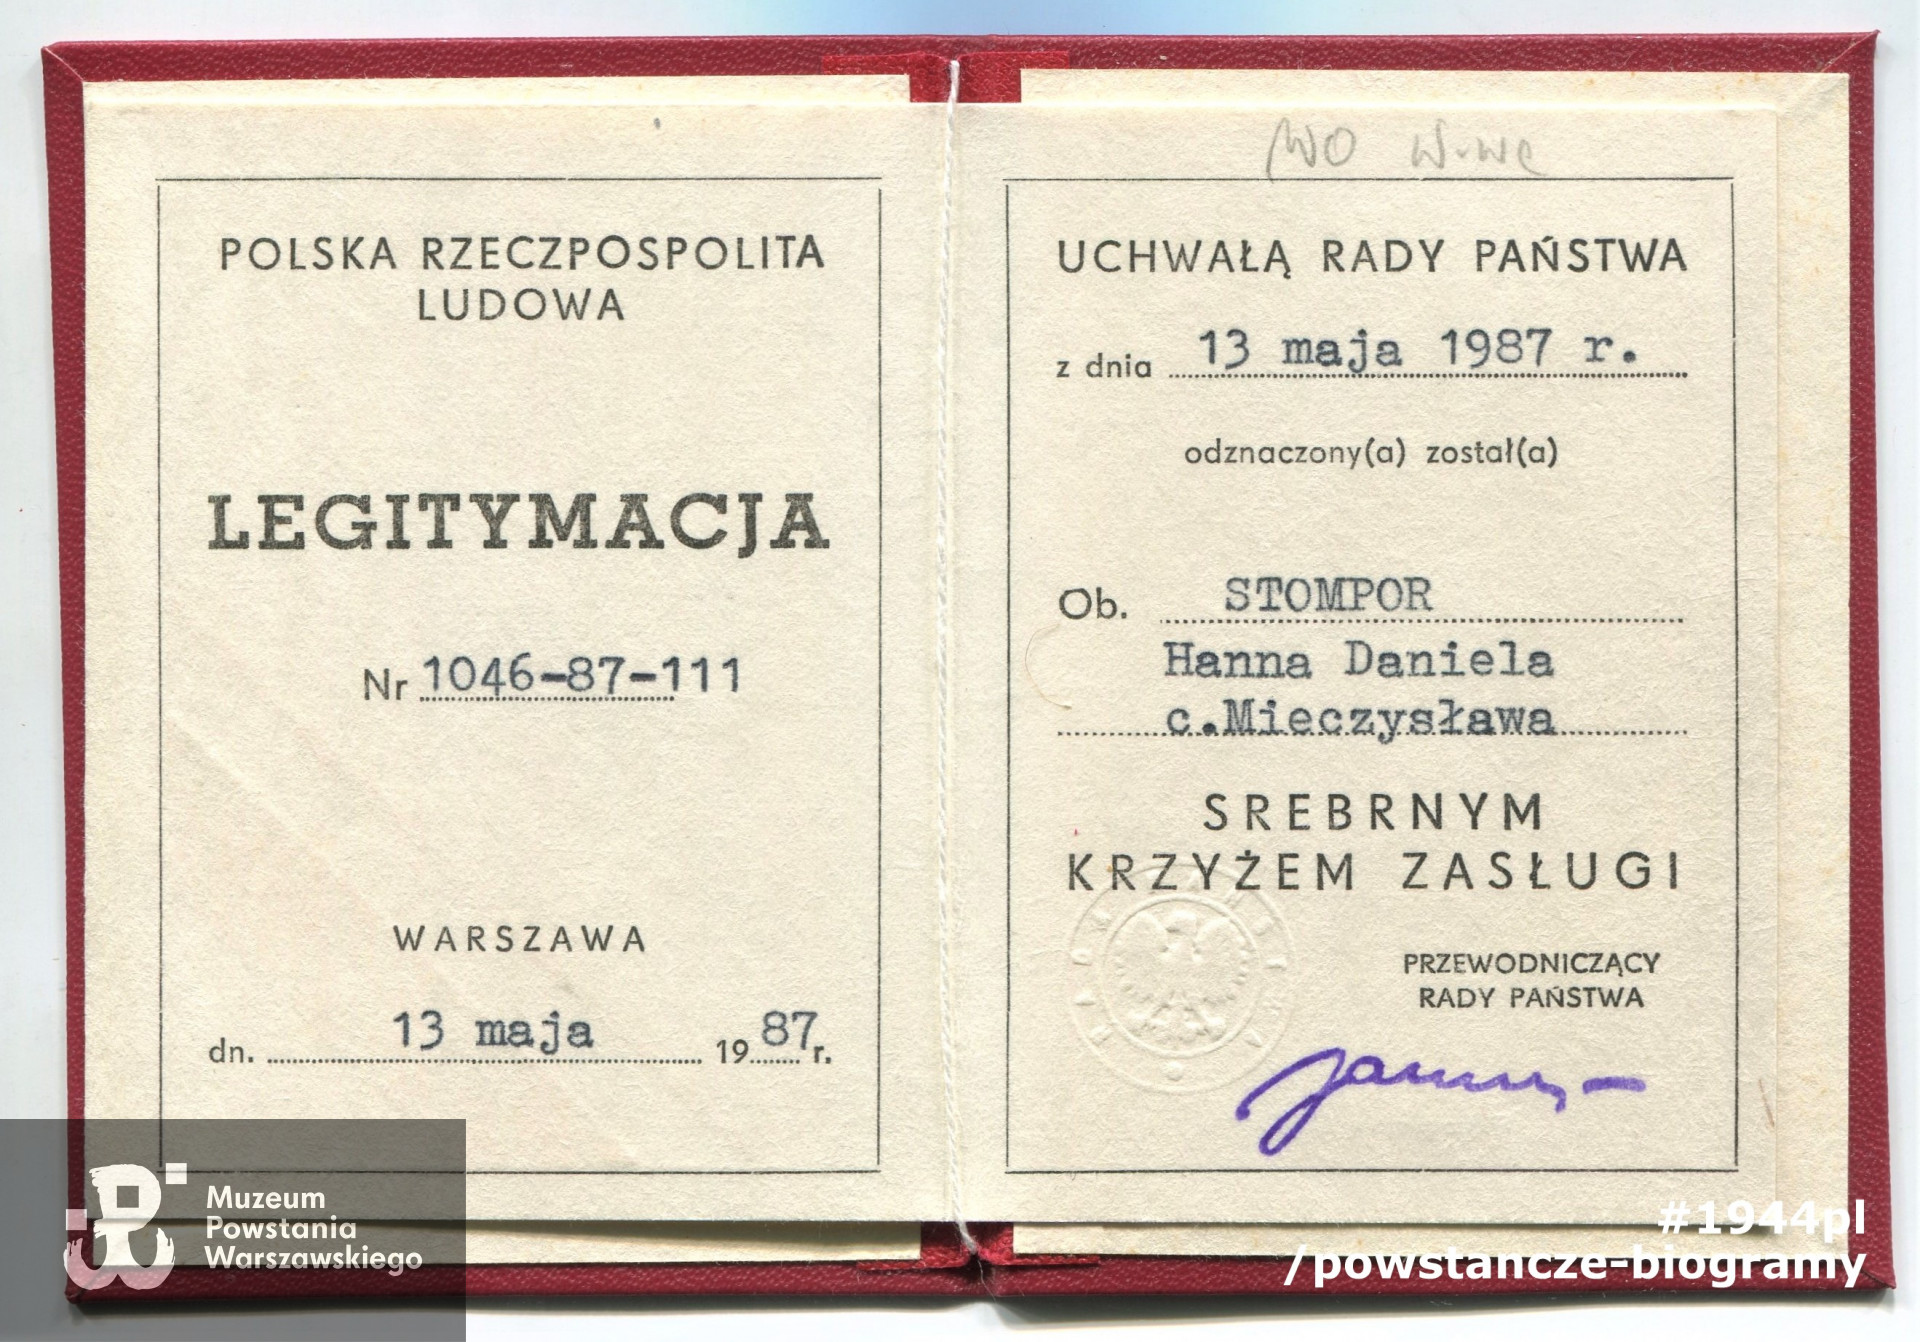 POLSKA RZECZPOSPOLITA
LUDOWA
LEGITYMACJA
Nr 1046-87-111
WARSZAWA
dn. 13 maja 1987 r.
WO W-wę
UCHWAŁĄ RADY PAŃSTWA
z dnia 13 maja 1987 r.
odznaczony(a) został(a)
Ob. STOMPOR
Hanna Daniela
c.Mieczysława
SREBRNYM
KRZYŻEM ZASŁUGI
PRZEWODNICZĄCY
RADY PAŃSTWA
Muzeum
Powstania
Warszawskiego
#1944pl
/powstancze-biogramy